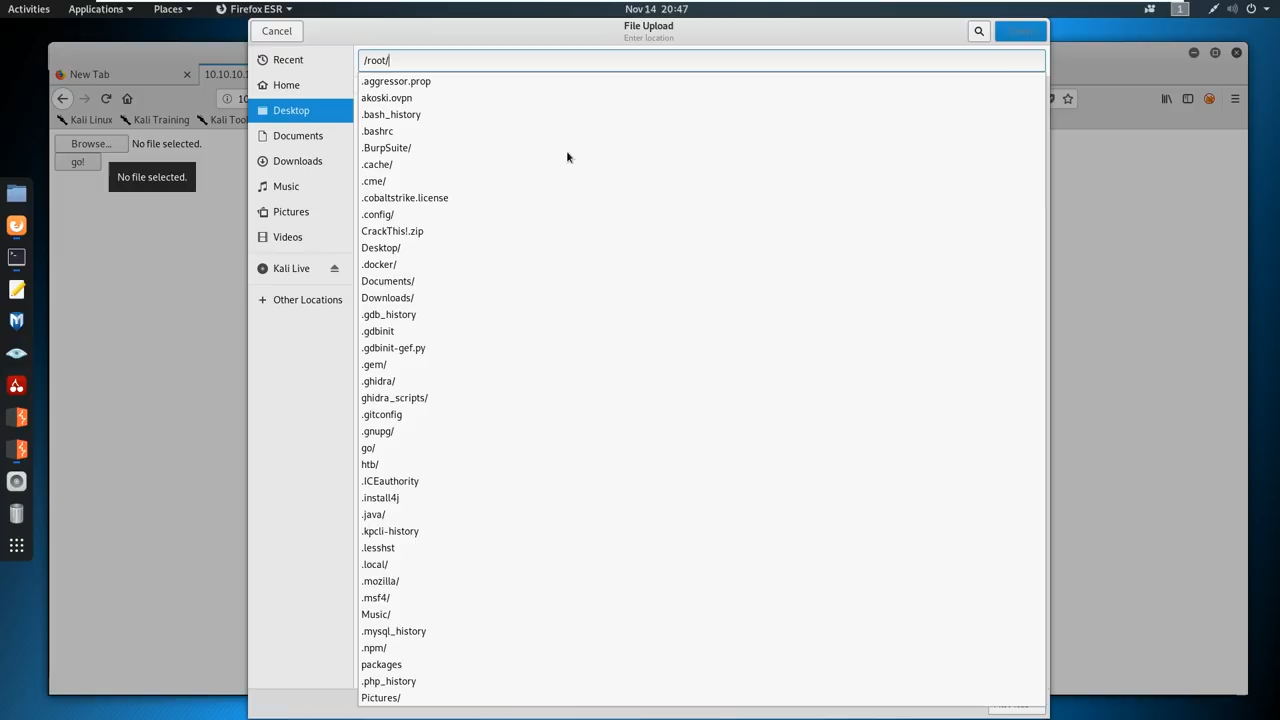 Activities Applications Places Firefox ESR Nov 14 20:47 1
Cancel File Upload
Enter location
New Tab 10.10.10.1
10
Kali Linux Kali Training Kali Tool
Browse... No file selected.
go!
No file selected.
Recent
Home
Desktop
Documents
Downloads
Music
Pictures
Videos
Kali Live
Other Locations
/root/
.aggressor.prop
akoski.ovpn
.bash_history
.bashrc
.BurpSuite/
.cache/
.cme/
.cobaltstrike.license
.config/
CrackThis!.zip
Desktop/
.docker/
Documents/
Downloads/
.gdb_history
.gdbinit
.gdbinit-gef.py
.gem/
.ghidra/
ghidra_scripts/
.gitconfig
.gnupg/
go/
htb/
.ICEauthority
.install4j
.java/
.kpcli-history
.lesshst
.local/
.mozilla/
.msf4/
Music/
.mysql_history
.npm/
packages
.php_history
Pictures/